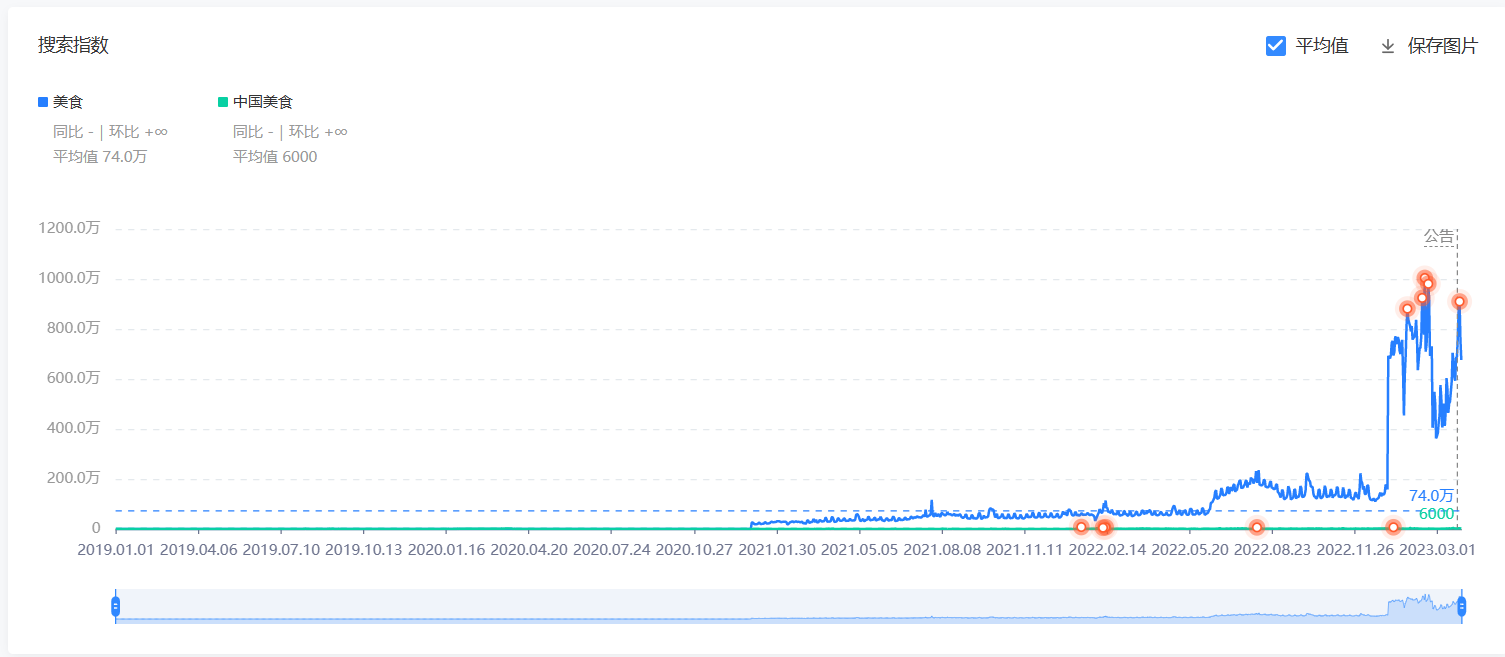 搜索指数
平均值 保存图片
美食 中国美食
同比 - | 环比 +∞ 同比 - | 环比 +∞
平均值 74.0万 平均值 6000
1200.0万
公告
1000.0万
800.0万
600.0万
400.0万
200.0万
74.0万
6000
0
2019.01.01 2019.04.06 2019.07.10 2019.10.13 2020.01.16 2020.04.20 2020.07.24 2020.10.27 2021.01.30 2021.05.05 2021.08.08 2021.11.11 2022.02.14 2022.05.20 2022.08.23 2022.11.26 2023.03.01